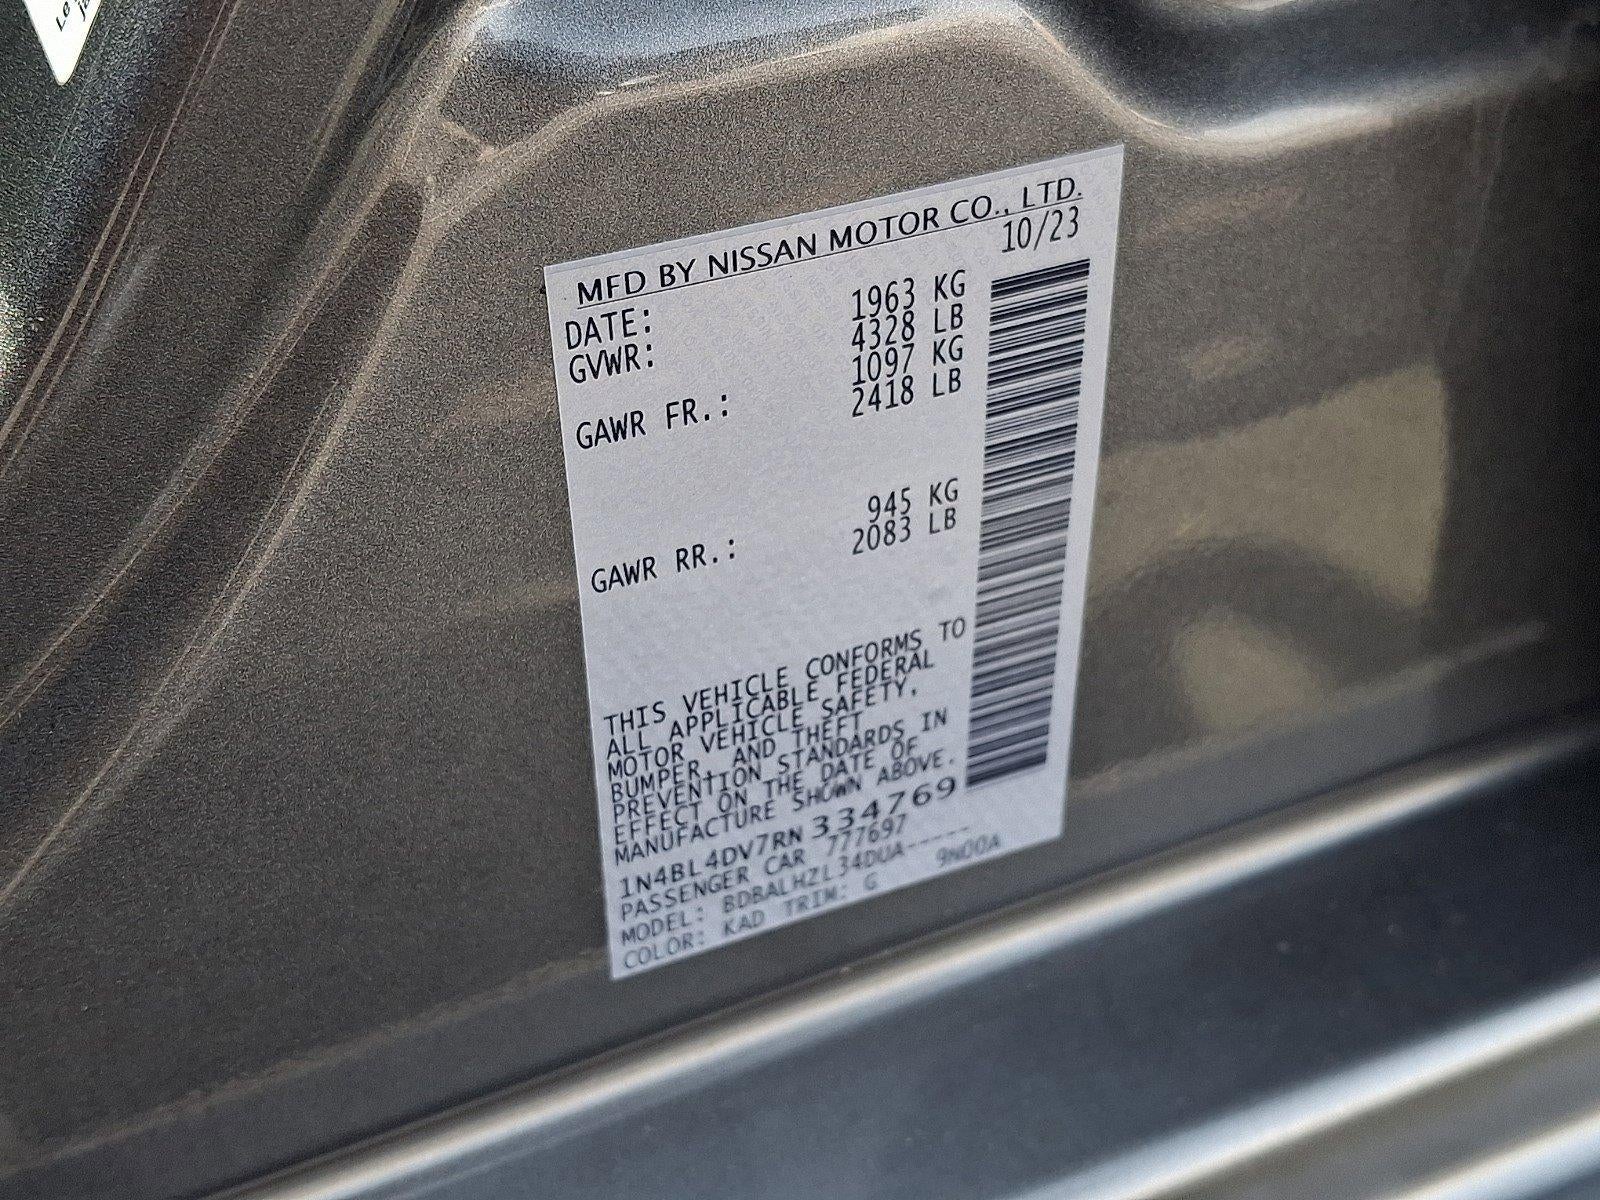 MFD BY NISSAN MOTOR CO., LTD.
DATE: 10/23
GVWR: 1963 KG
4328 LB
GAWR FR.: 1097 KG
2418 LB
GAWR RR.: 945 KG
2083 LB
THIS VEHICLE CONFORMS TO
ALL APPLICABLE FEDERAL
MOTOR VEHICLE SAFETY,
BUMPER, AND THEFT
PREVENTION STANDARDS IN
EFFECT ON THE DATE OF
MANUFACTURE SHOWN ABOVE.
1N4BL4DV7RN334769
PASSENGER CAR 777697
MODEL: BDBALHZL34DUA------
COLOR: KAD TRIM: G 9N00A